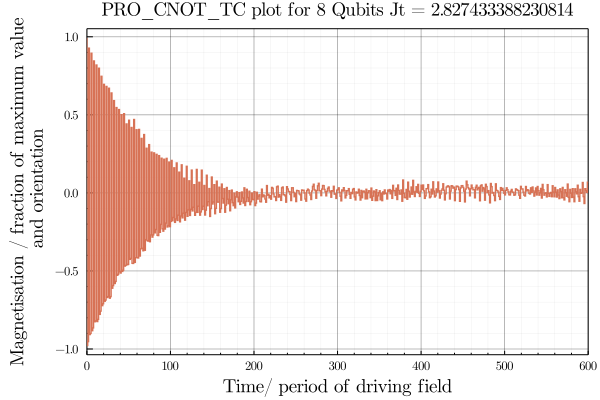 PRO_CNOT_TC plot for 8 Qubits Jt = 2.827433388230814
Magnetisation / fraction of maximum value
and orientation
1.0
0.5
0.0
−0.5
−1.0
0 100 200 300 400 500 600
Time/ period of driving field